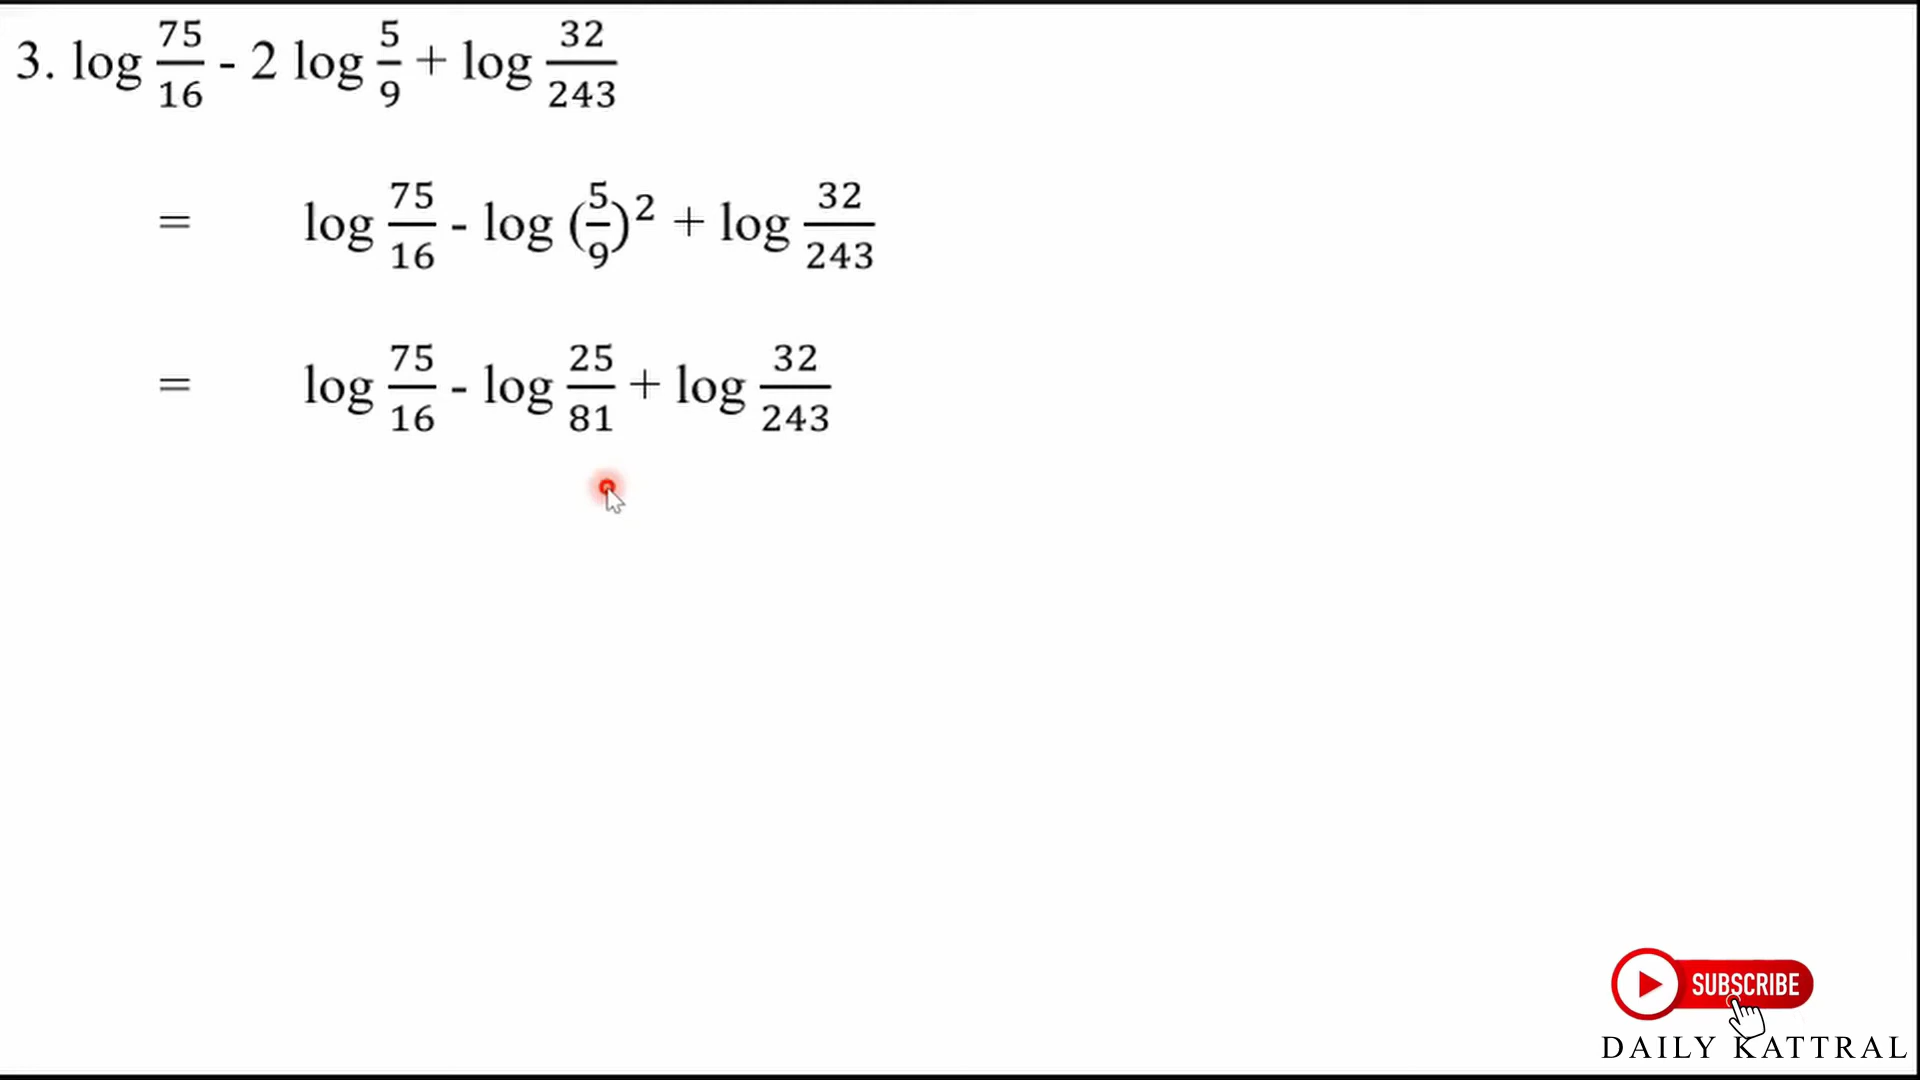 3. log 75/16 - 2 log 5/9 + log 32/243
= log 75/16 - log (5/9)² + log 32/243
= log 75/16 - log 25/81 + log 32/243
SUBSCRIBE
DAILY KATTRAL